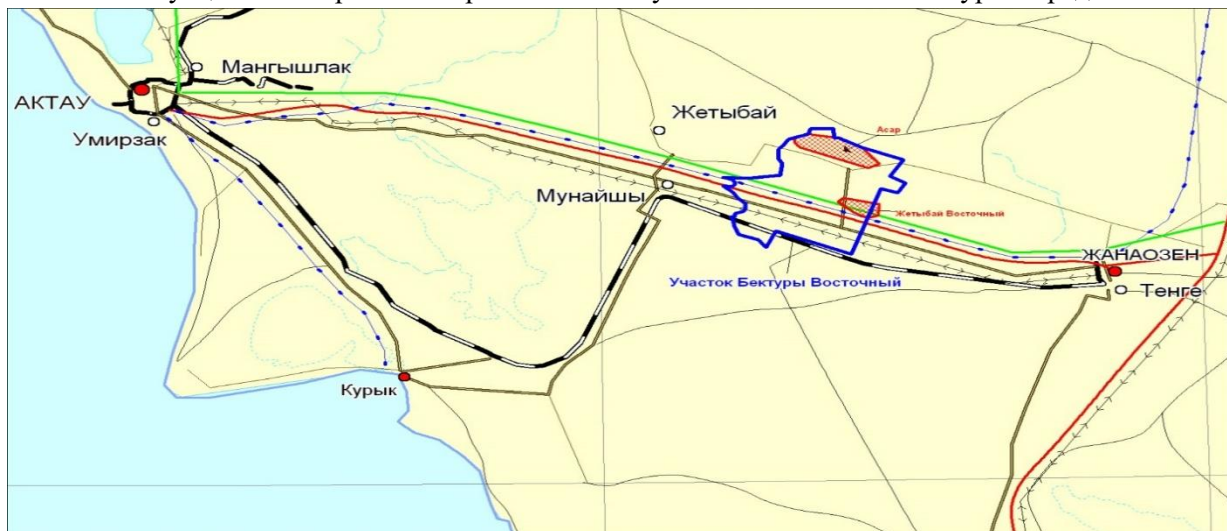 Мангышлак
АКТАУ
Умирзак
Жетыбай
Асар
Мунайшы
Жетыбай Восточный
ЖАНАОЗЕН
Участок Бектуры Восточный
Тенге
Курык